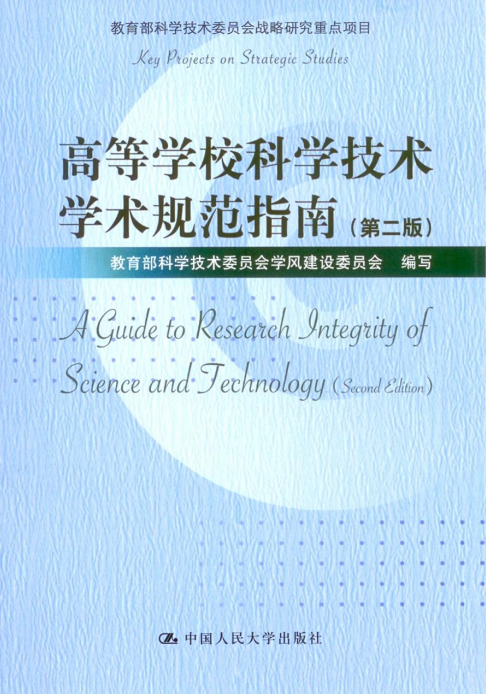 教育部科学技术委员会战略研究重点项目
Key Projects on Strategic Studies
高等学校科学技术
学术规范指南（第二版）
教育部科学技术委员会学风建设委员会 编写
A Guide to Research Integrity of
Science and Technology (Second Edition)
中国人民大学出版社